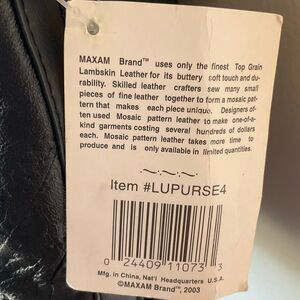 MAXAM Brand™ uses only the finest Top Grain
Lambskin Leather for its buttery soft touch and du-
rability. Skilled leather crafters sew many small
pieces of fine leather together to form a mosaic pat-
tern that makes each piece unique. Designers of-
ten used Mosaic pattern leather to make one-of-a-
kind garments costing several hundreds of dollars
each. Mosaic pattern leather takes more time to
produce and is only available in limited quantities.
Item #LUPURSE4
0 24409 11073 3
Mfg. in China, Nat'l Headquarters U.S.A.
©MAXAM Brand™, 2003